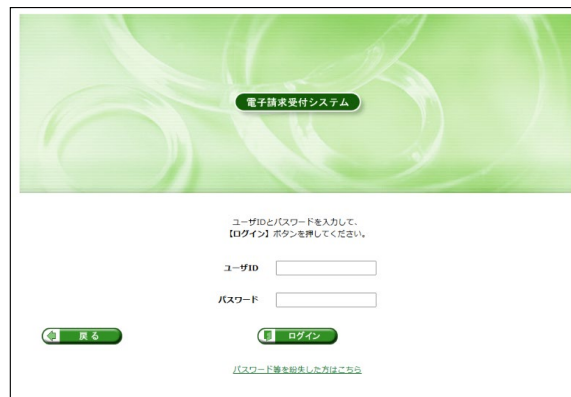 電子請求受付システム
ユーザIDとパスワードを入力して、
【ログイン】ボタンを押してください。
ユーザID
パスワード
戻る
ログイン
パスワード等を紛失した方はこちら